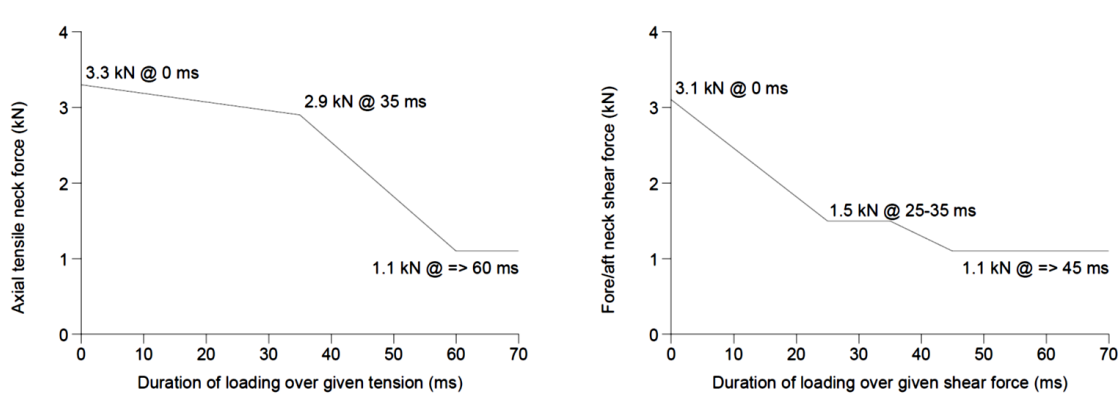 4
3.3 kN @ 0 ms
2.9 kN @ 35 ms
3
2
1
1.1 kN @ => 60 ms
0
0 10 20 30 40 50 60 70
Axial tensile neck force (kN)
Duration of loading over given tension (ms)
4
3.1 kN @ 0 ms
3
2
1.5 kN @ 25-35 ms
1
1.1 kN @ => 45 ms
0
0 10 20 30 40 50 60 70
Fore/aft neck shear force (kN)
Duration of loading over given shear force (ms)